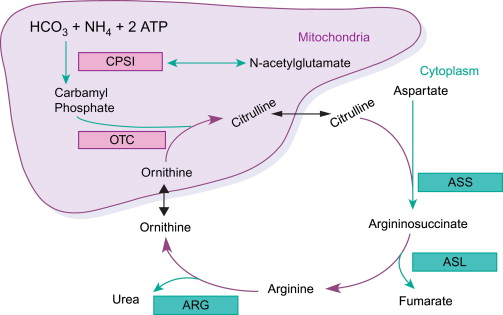 HCO3 + NH4 + 2 ATP
Mitochondria
CPSI
N-acetylglutamate
Cytoplasm
Carbamyl
Phosphate
Aspartate
Citrulline
Citrulline
OTC
Ornithine
ASS
Ornithine
Argininosuccinate
ASL
Arginine
Urea
ARG
Fumarate